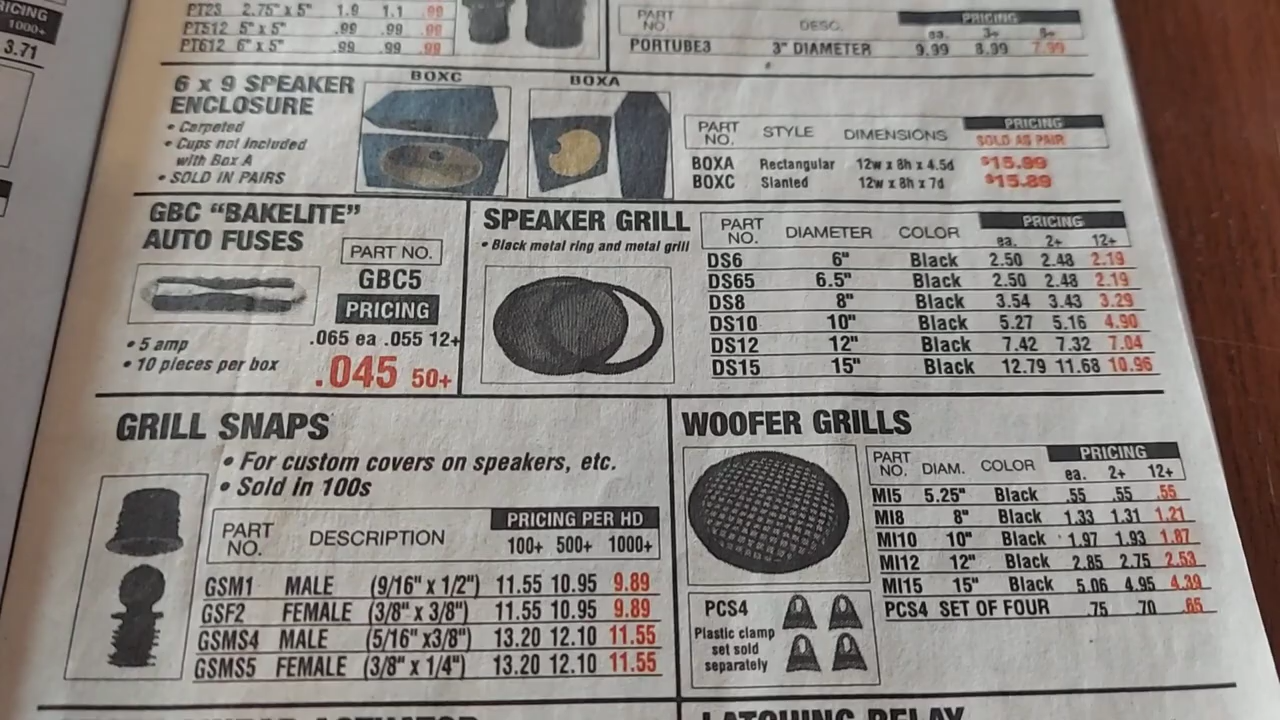 RICING
1000+
3.71
PT23 2.75" x 5" 1.9 1.1 .99
PT512 5" x 5" .99 .99 .99
PT612 6" x 5" .99 .99 .99
PART NO. DESC. PRICING
ea. 3+
PORTUBE3 3" DIAMETER 9.99 8.99 7.99
6 x 9 SPEAKER
ENCLOSURE
• Carpeted
• Cups not Included
with Box A
• SOLD IN PAIRS
BOXC
BOXA
PART NO. STYLE DIMENSIONS PRICING
SOLD AS PAIR
BOXA Rectangular 12w x 8h x 4.5d $15.99
BOXC Slanted 12w x 8h x 7d $15.89
GBC "BAKELITE"
AUTO FUSES
PART NO.
GBC5
PRICING
• 5 amp
• 10 pieces per box
.065 ea .055 12+
.045 50+
SPEAKER GRILL
• Black metal ring and metal grill
PART NO. DIAMETER COLOR PRICING
ea. 2+ 12+
DS6 6" Black 2.50 2.48 2.19
DS65 6.5" Black 2.50 2.48 2.19
DS8 8" Black 3.54 3.43 3.29
DS10 10" Black 5.27 5.16 4.90
DS12 12" Black 7.42 7.32 7.04
DS15 15" Black 12.79 11.68 10.96
GRILL SNAPS
• For custom covers on speakers, etc.
• Sold in 100s
PART NO. DESCRIPTION PRICING PER HD
100+ 500+ 1000+
GSM1 MALE (9/16" x 1/2") 11.55 10.95 9.89
GSF2 FEMALE (3/8" x 3/8") 11.55 10.95 9.89
GSMS4 MALE (5/16" x3/8") 13.20 12.10 11.55
GSMS5 FEMALE (3/8" x 1/4") 13.20 12.10 11.55
WOOFER GRILLS
PART NO. DIAM. COLOR PRICING
ea. 2+ 12+
MI5 5.25" Black .55 .55 .55
MI8 8" Black 1.33 1.31 1.21
MI10 10" Black 1.97 1.93 1.87
MI12 12" Black 2.85 2.75 2.53
MI15 15" Black 5.06 4.95 4.39
PCS4 SET OF FOUR .75 .70 .65
PCS4
Plastic clamp
set sold
separately
LATCHING RELAY